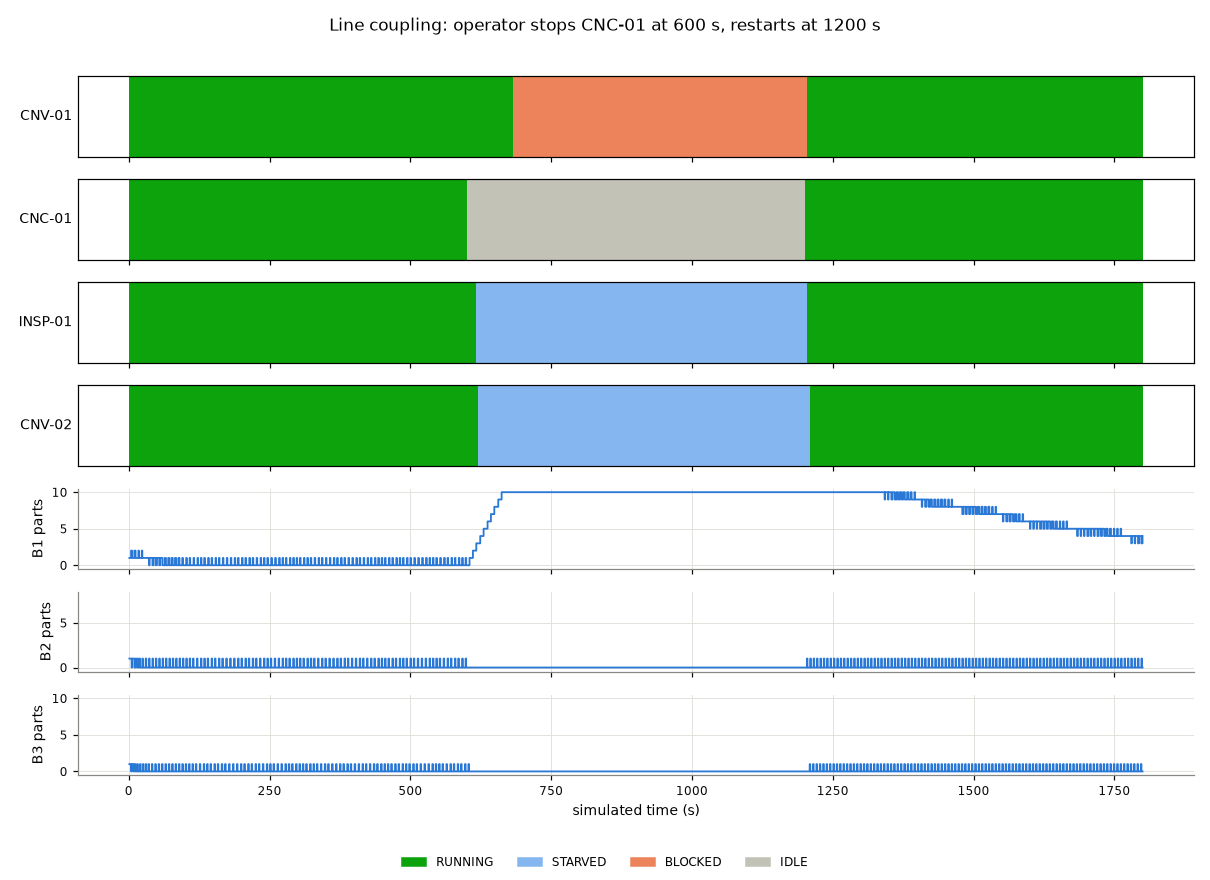 Line coupling: operator stops CNC-01 at 600 s, restarts at 1200 s
CNV-01
CNC-01
INSP-01
CNV-02
B1 parts
10
5
0
B2 parts
5
0
B3 parts
10
5
0
0 250 500 750 1000 1250 1500 1750
simulated time (s)
RUNNING STARVED BLOCKED IDLE